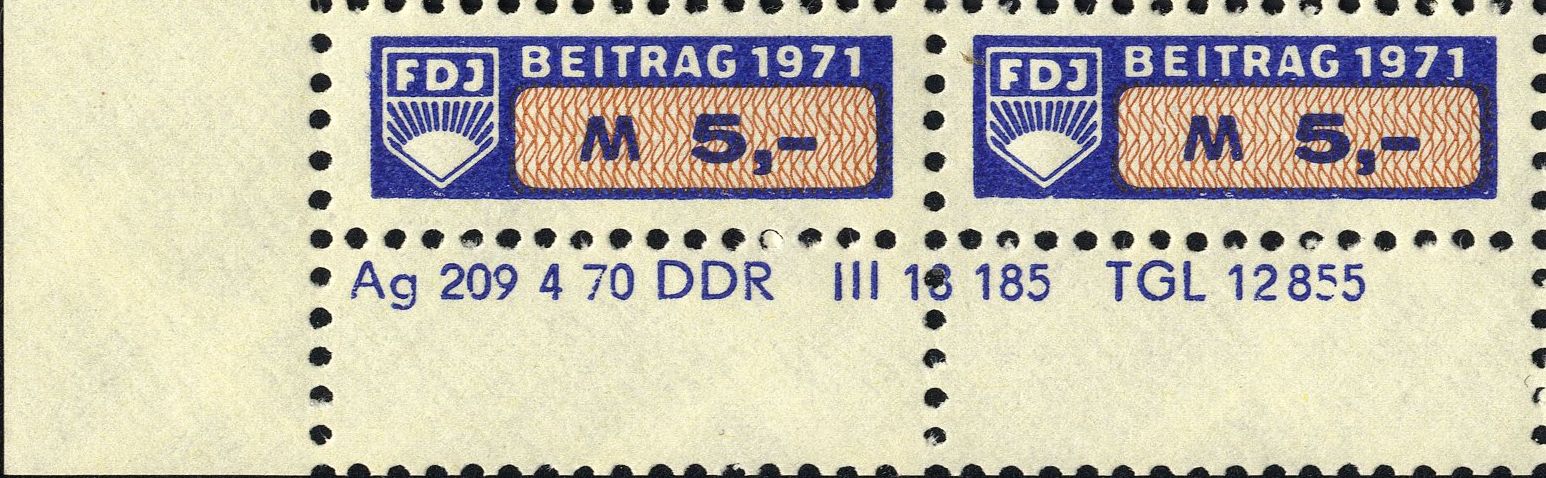 FDJ BEITRAG 1971 FDJ BEITRAG 1971
M 5,- M 5,-
Ag 209 4 70 DDR III 18 185 TGL 12855